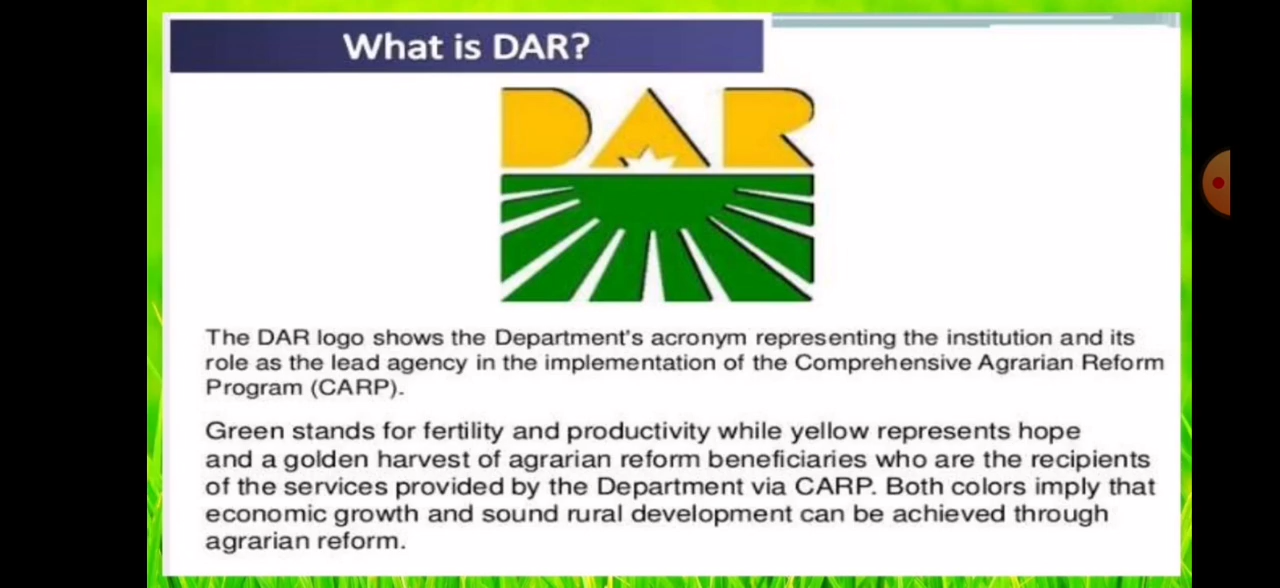 What is DAR?
DAR
The DAR logo shows the Department's acronym representing the institution and its
role as the lead agency in the implementation of the Comprehensive Agrarian Reform
Program (CARP).
Green stands for fertility and productivity while yellow represents hope
and a golden harvest of agrarian reform beneficiaries who are the recipients
of the services provided by the Department via CARP. Both colors imply that
economic growth and sound rural development can be achieved through
agrarian reform.